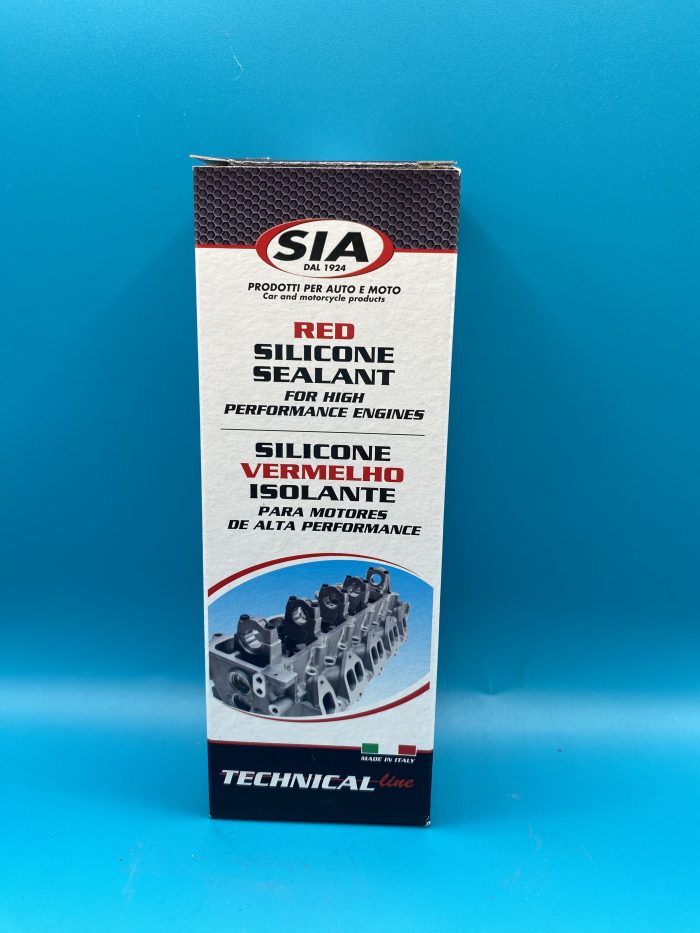 SIA
DAL 1924
PRODOTTI PER AUTO E MOTO
Car and motorcycle products
RED
SILICONE
SEALANT
FOR HIGH
PERFORMANCE ENGINES
SILICONE
VERMELHO
ISOLANTE
PARA MOTORES
DE ALTA PERFORMANCE
MADE IN ITALY
TECHNICAL line